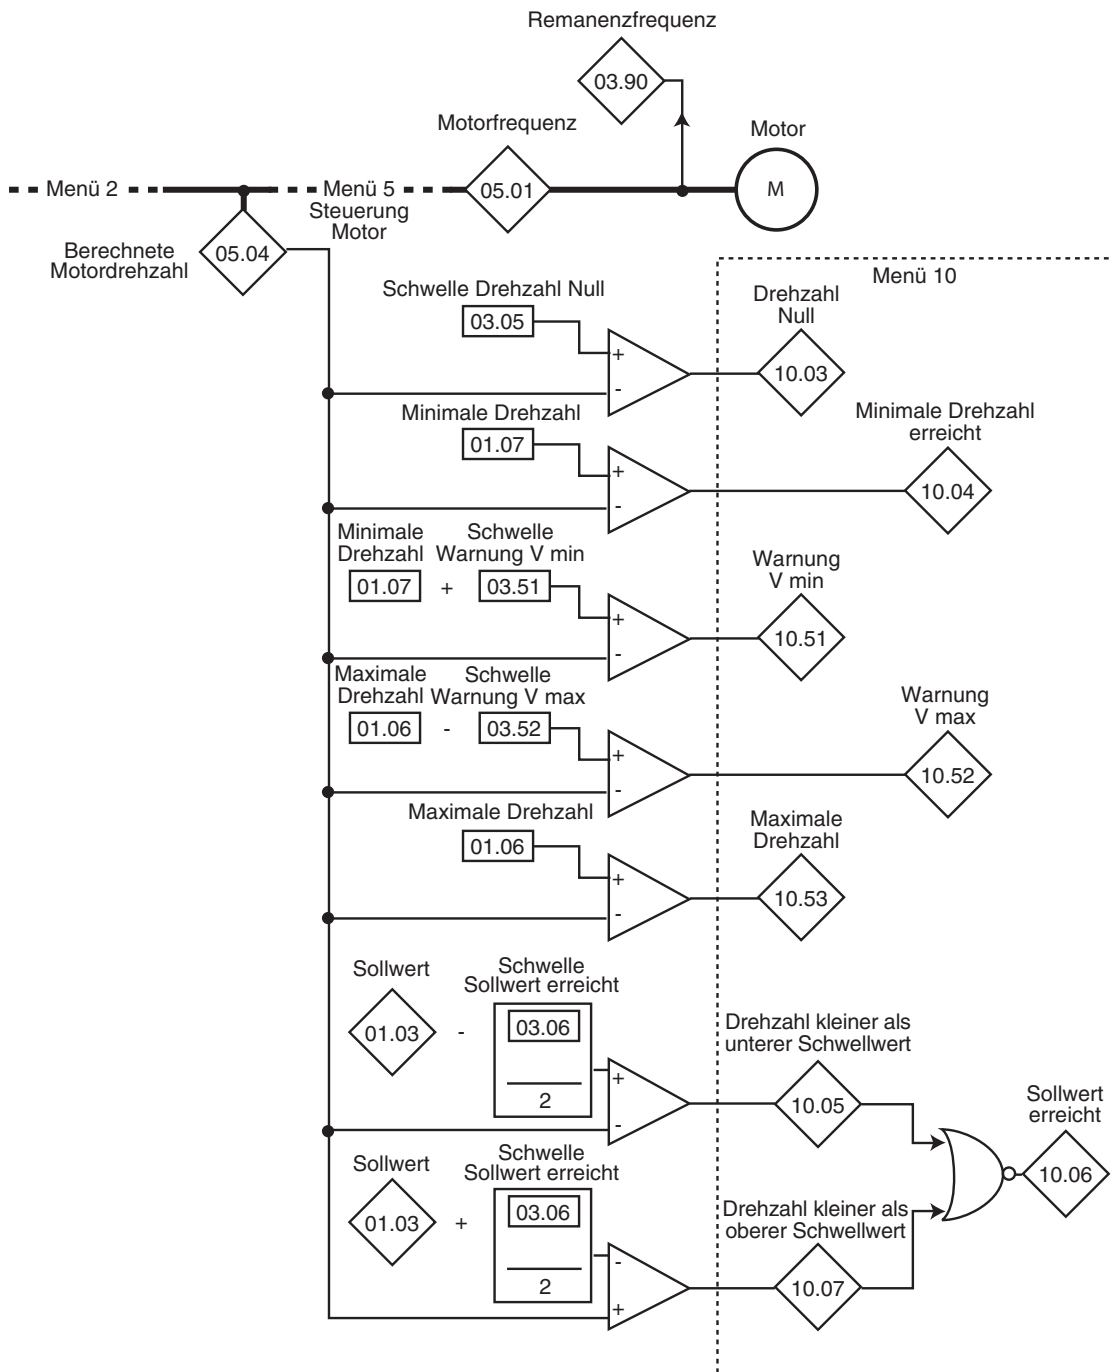 Remanenzfrequenz
03.90
Motorfrequenz
Motor
Menü 2
Menü 5
Steuerung
Motor
05.01
M
Berechnete
Motordrehzahl
05.04
Menü 10
Schwelle Drehzahl Null
03.05
+
-
Drehzahl
Null
10.03
Minimale Drehzahl
01.07
+
-
Minimale Drehzahl
erreicht
10.04
Minimale
Drehzahl
01.07
+
Schwelle
Warnung V min
03.51
+
-
Warnung
V min
10.51
Maximale
Drehzahl
01.06
-
Schwelle
Warnung V max
03.52
+
-
Warnung
V max
10.52
Maximale Drehzahl
01.06
+
-
Maximale
Drehzahl
10.53
Sollwert
01.03
-
Schwelle
Sollwert erreicht
03.06
2
+
-
Drehzahl kleiner als
unterer Schwellwert
10.05
Sollwert
erreicht
10.06
Sollwert
01.03
+
Schwelle
Sollwert erreicht
03.06
2
-
+
Drehzahl kleiner als
oberer Schwellwert
10.07